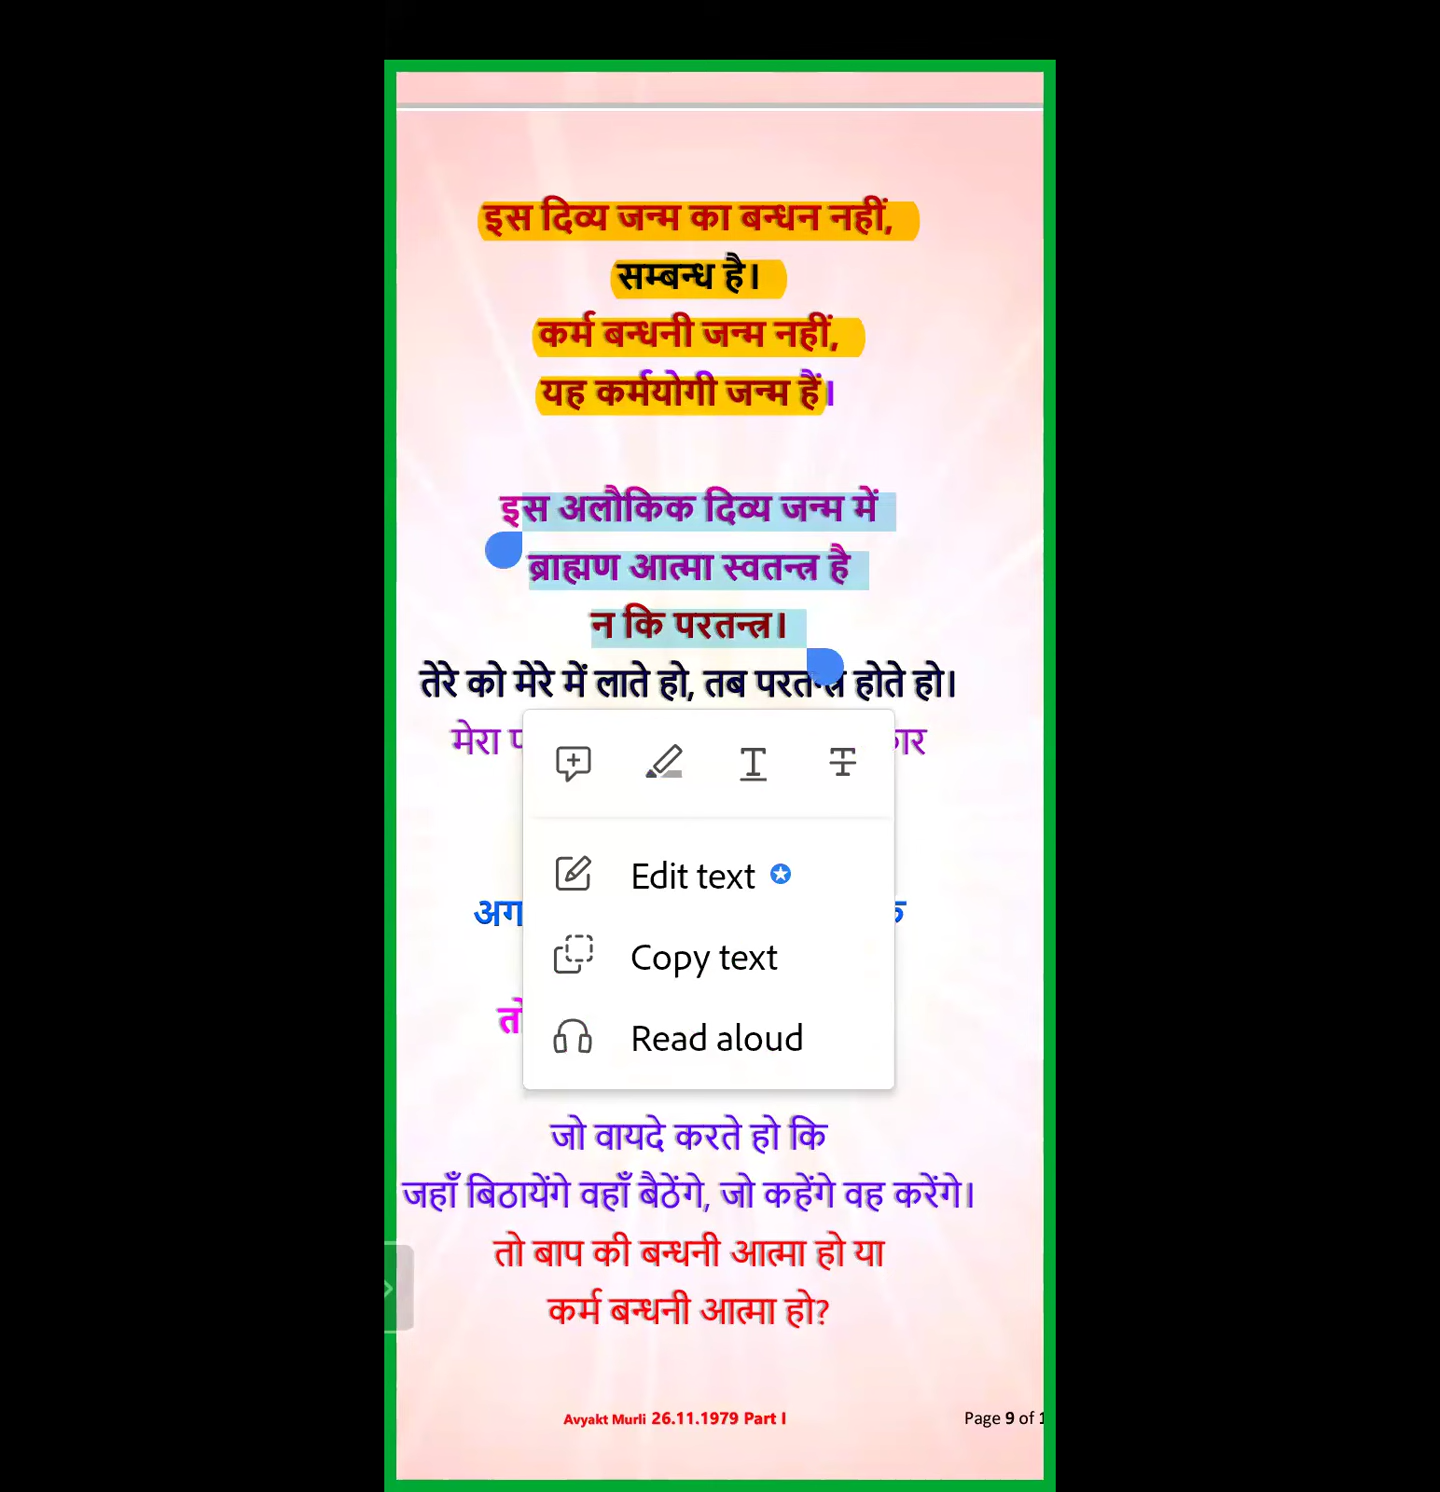 इस दिव्य जन्म का बन्धन नहीं,
सम्बन्ध है।
कर्म बन्धनी जन्म नहीं,
यह कर्मयोगी जन्म हैं।
इस अलौकिक दिव्य जन्म में
ब्राह्मण आत्मा स्वतन्त्र है
न कि परतन्त्र।
तेरे को मेरे में लाते हो, तब परतन्त्र होते हो।
मेरा
Edit text
Copy text
Read aloud
जो वायदे करते हो कि
जहाँ बिठायेंगे वहाँ बैठेंगे, जो कहेंगे वह करेंगे।
तो बाप की बन्धनी आत्मा हो या
कर्म बन्धनी आत्मा हो?
Avyakt Murli 26.11.1979 Part I
Page 9 of